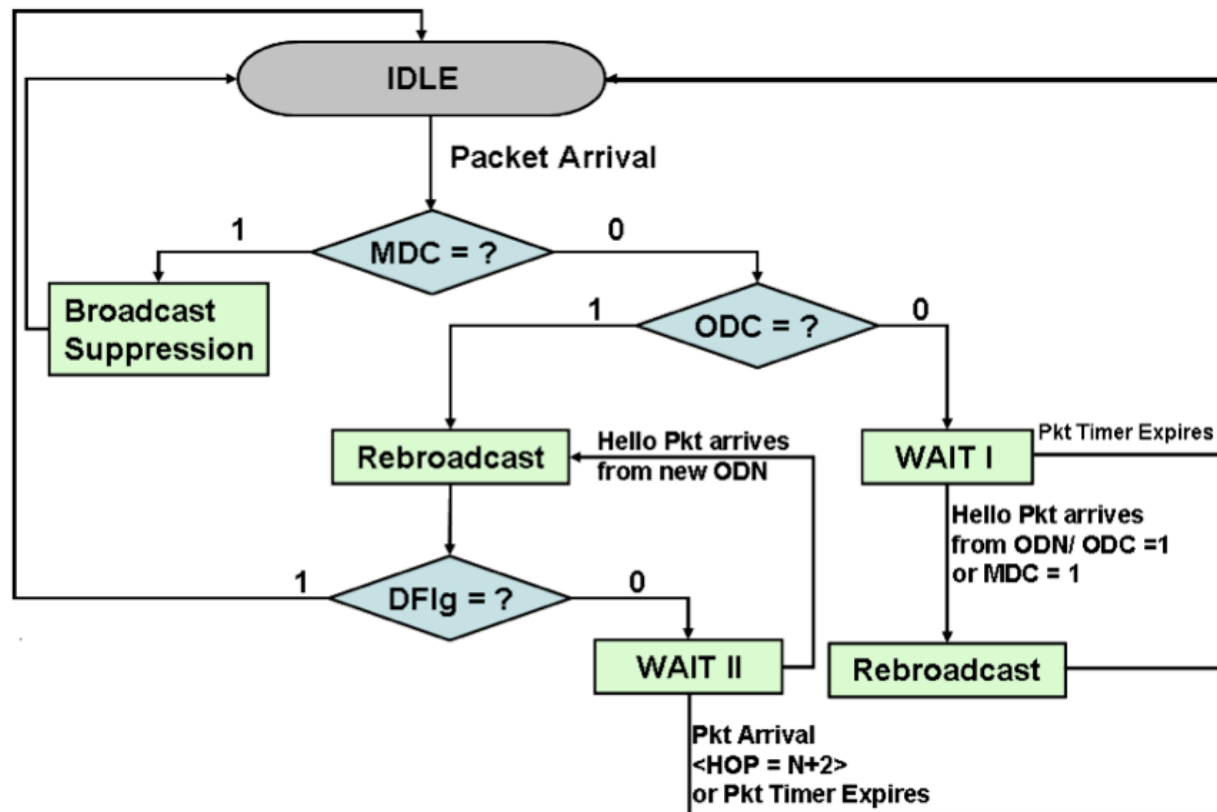 IDLE
Packet Arrival
1
MDC = ?
0
Broadcast
Suppression
1
ODC = ?
0
Rebroadcast
Hello Pkt arrives
from new ODN
WAIT I
Pkt Timer Expires
Hello Pkt arrives
from ODN/ ODC =1
or MDC = 1
1
DFlg = ?
0
WAIT II
Rebroadcast
Pkt Arrival
<HOP = N+2>
or Pkt Timer Expires